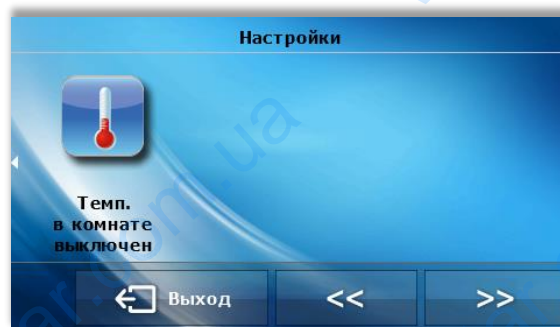 Настройки
Темп.
в комнате
выключен
Выход
<<
>>